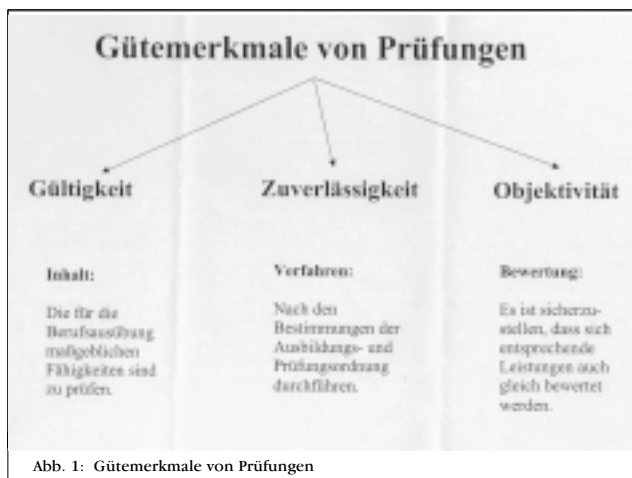 Gütemerkmale von Prüfungen
Gültigkeit
Zuverlässigkeit
Objektivität
Inhalt:
Die für die
Berufsausübung
maßgeblichen
Fähigkeiten sind
zu prüfen.
Verfahren:
Nach den
Bestimmungen der
Ausbildungs- und
Prüfungsordnung
durchführen.
Bewertung:
Es ist sicherzu-
stellen, dass sich
entsprechende
Leistungen auch
gleich bewertet
werden.
Abb. 1: Gütemerkmale von Prüfungen